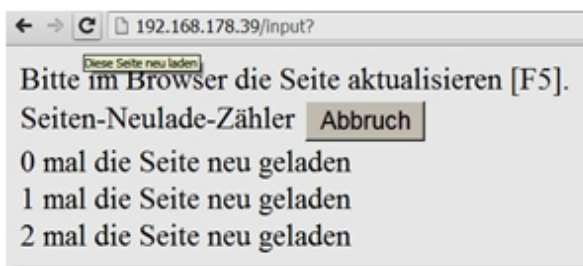 192.168.178.39/input?
Diese Seite neu laden
Bitte im Browser die Seite aktualisieren [F5].
Seiten-Neulade-Zähler Abbruch
0 mal die Seite neu geladen
1 mal die Seite neu geladen
2 mal die Seite neu geladen